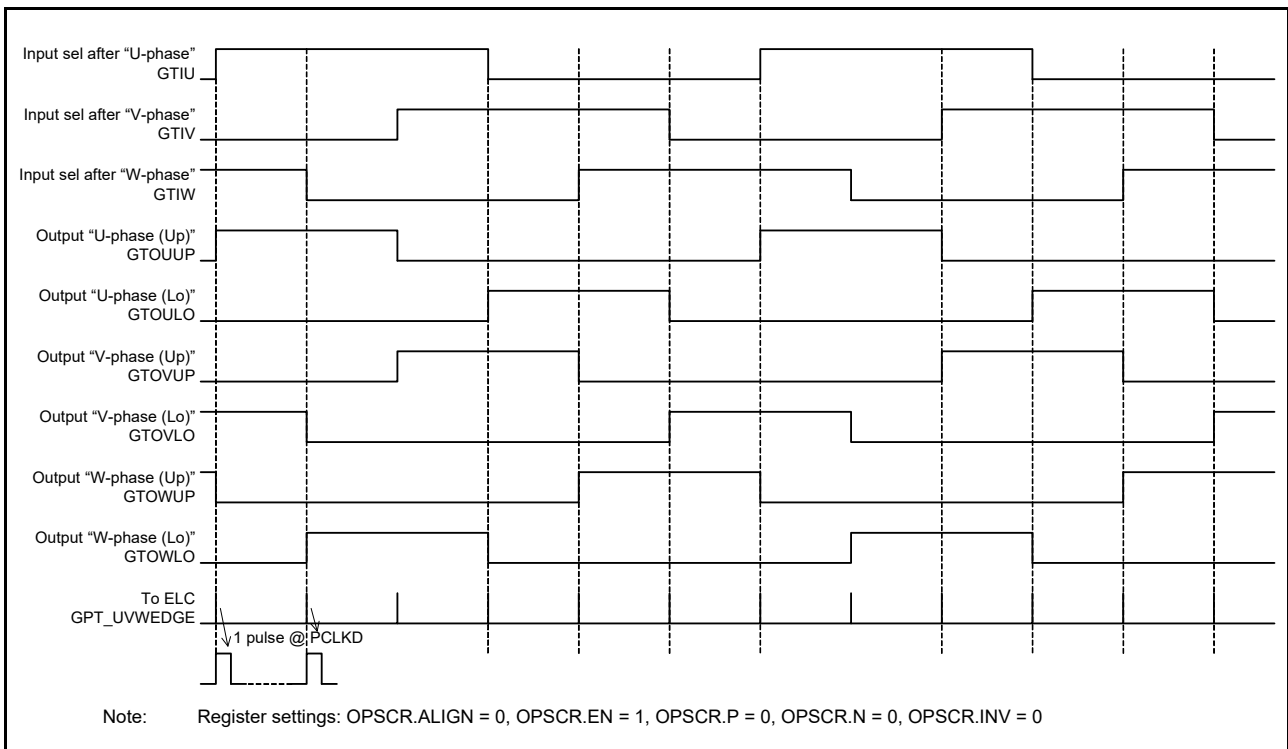 Input sel after “U-phase”
GTIU
Input sel after “V-phase”
GTIV
Input sel after “W-phase”
GTIW
Output “U-phase (Up)”
GTOUUP
Output “U-phase (Lo)”
GTOULO
Output “V-phase (Up)”
GTOVUP
Output “V-phase (Lo)”
GTOVLO
Output “W-phase (Up)”
GTOWUP
Output “W-phase (Lo)”
GTOWLO
To ELC
GPT_UVWEDGE
1 pulse @ PCLKD
Note: Register settings: OPSCR.ALIGN = 0, OPSCR.EN = 1, OPSCR.P = 0, OPSCR.N = 0, OPSCR.INV = 0